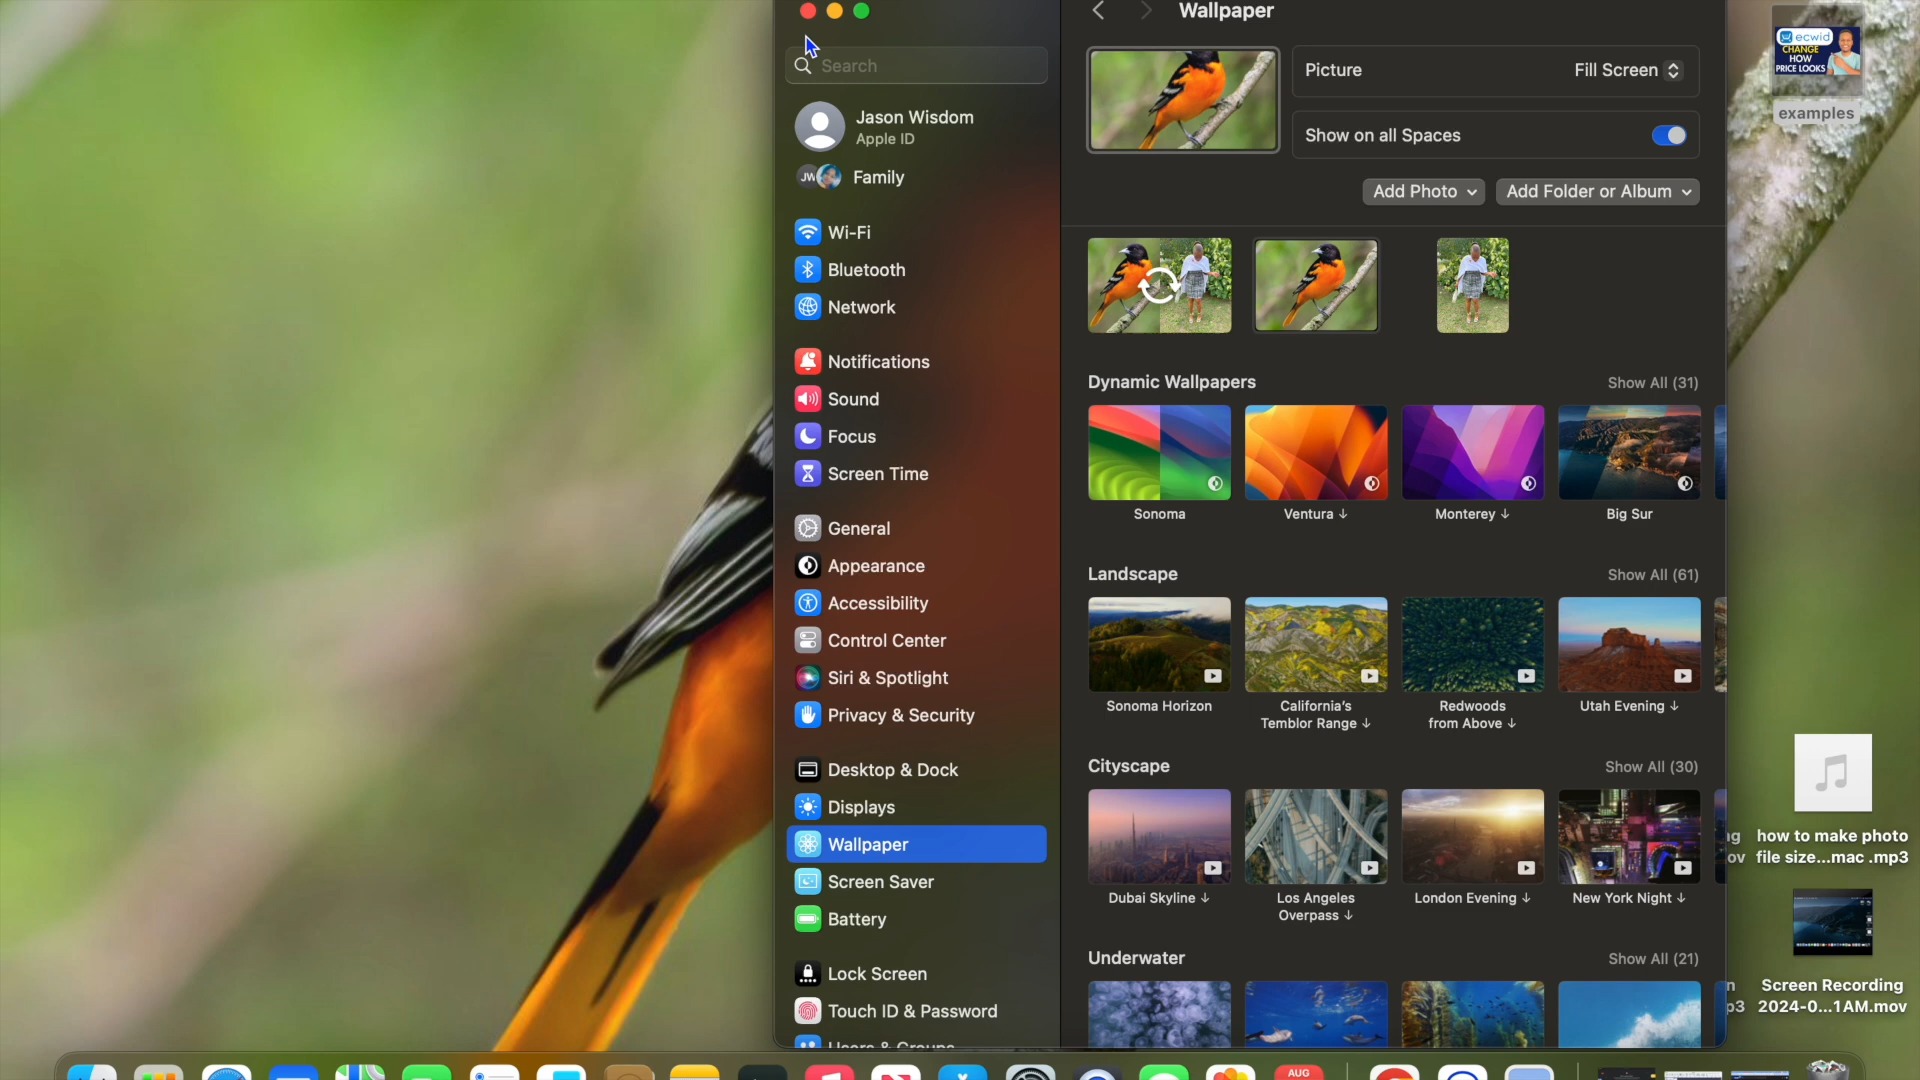 Wallpaper
Search
Jason Wisdom
Apple ID
JW
Family
Wi-Fi
Bluetooth
Network
Notifications
Sound
Focus
Screen Time
General
Appearance
Accessibility
Control Center
Siri & Spotlight
Privacy & Security
Desktop & Dock
Displays
Wallpaper
Screen Saver
Battery
Lock Screen
Touch ID & Password
Users & Groups
Picture
Fill Screen
Show on all Spaces
Add Photo
Add Folder or Album
Dynamic Wallpapers
Show All (31)
Sonoma
Ventura ↓
Monterey ↓
Big Sur
Landscape
Show All (61)
Sonoma Horizon
California's
Temblor Range ↓
Redwoods
from Above ↓
Utah Evening ↓
Cityscape
Show All (30)
Dubai Skyline ↓
Los Angeles
Overpass ↓
London Evening ↓
New York Night ↓
Underwater
Show All (21)
ecwid
CHANGE
HOW
PRICE LOOKS
examples
how to make photo
file size...mac .mp3
Screen Recording
2024-0...1AM.mov
AUG